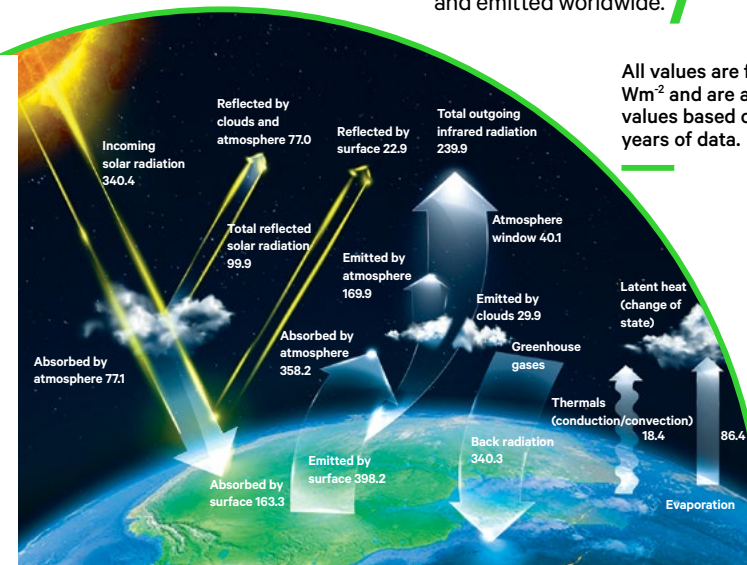 and emitted worldwide.
All values are
Wm-2 and are
values based
years of data.
Incoming
solar radiation
340.4
Reflected by
clouds and
atmosphere 77.0
Reflected by
surface 22.9
Total outgoing
infrared radiation
239.9
Total reflected
solar radiation
99.9
Atmosphere
window 40.1
Emitted by
atmosphere
169.9
Emitted by
clouds 29.9
Latent heat
(change of
state)
Absorbed by
atmosphere 77.1
Absorbed by
atmosphere
358.2
Greenhouse
gases
Thermals
(conduction/convection)
18.4
86.4
Back radiation
340.3
Emitted by
surface 398.2
Absorbed by
surface 163.3
Evaporation